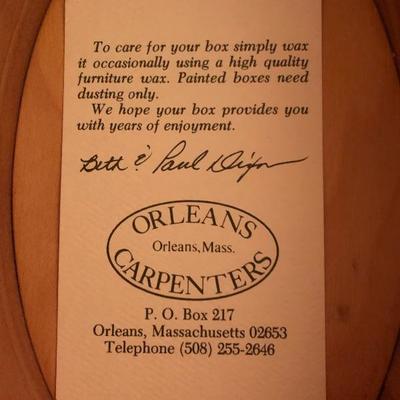 To care for your box simply wax
it occasionally using a high quality
furniture wax. Painted boxes need
dusting only.
We hope your box provides you
with years of enjoyment.
Beth & Paul Dixon
ORLEANS
Orleans, Mass.
CARPENTERS
P. O. Box 217
Orleans, Massachusetts 02653
Telephone (508) 255-2646